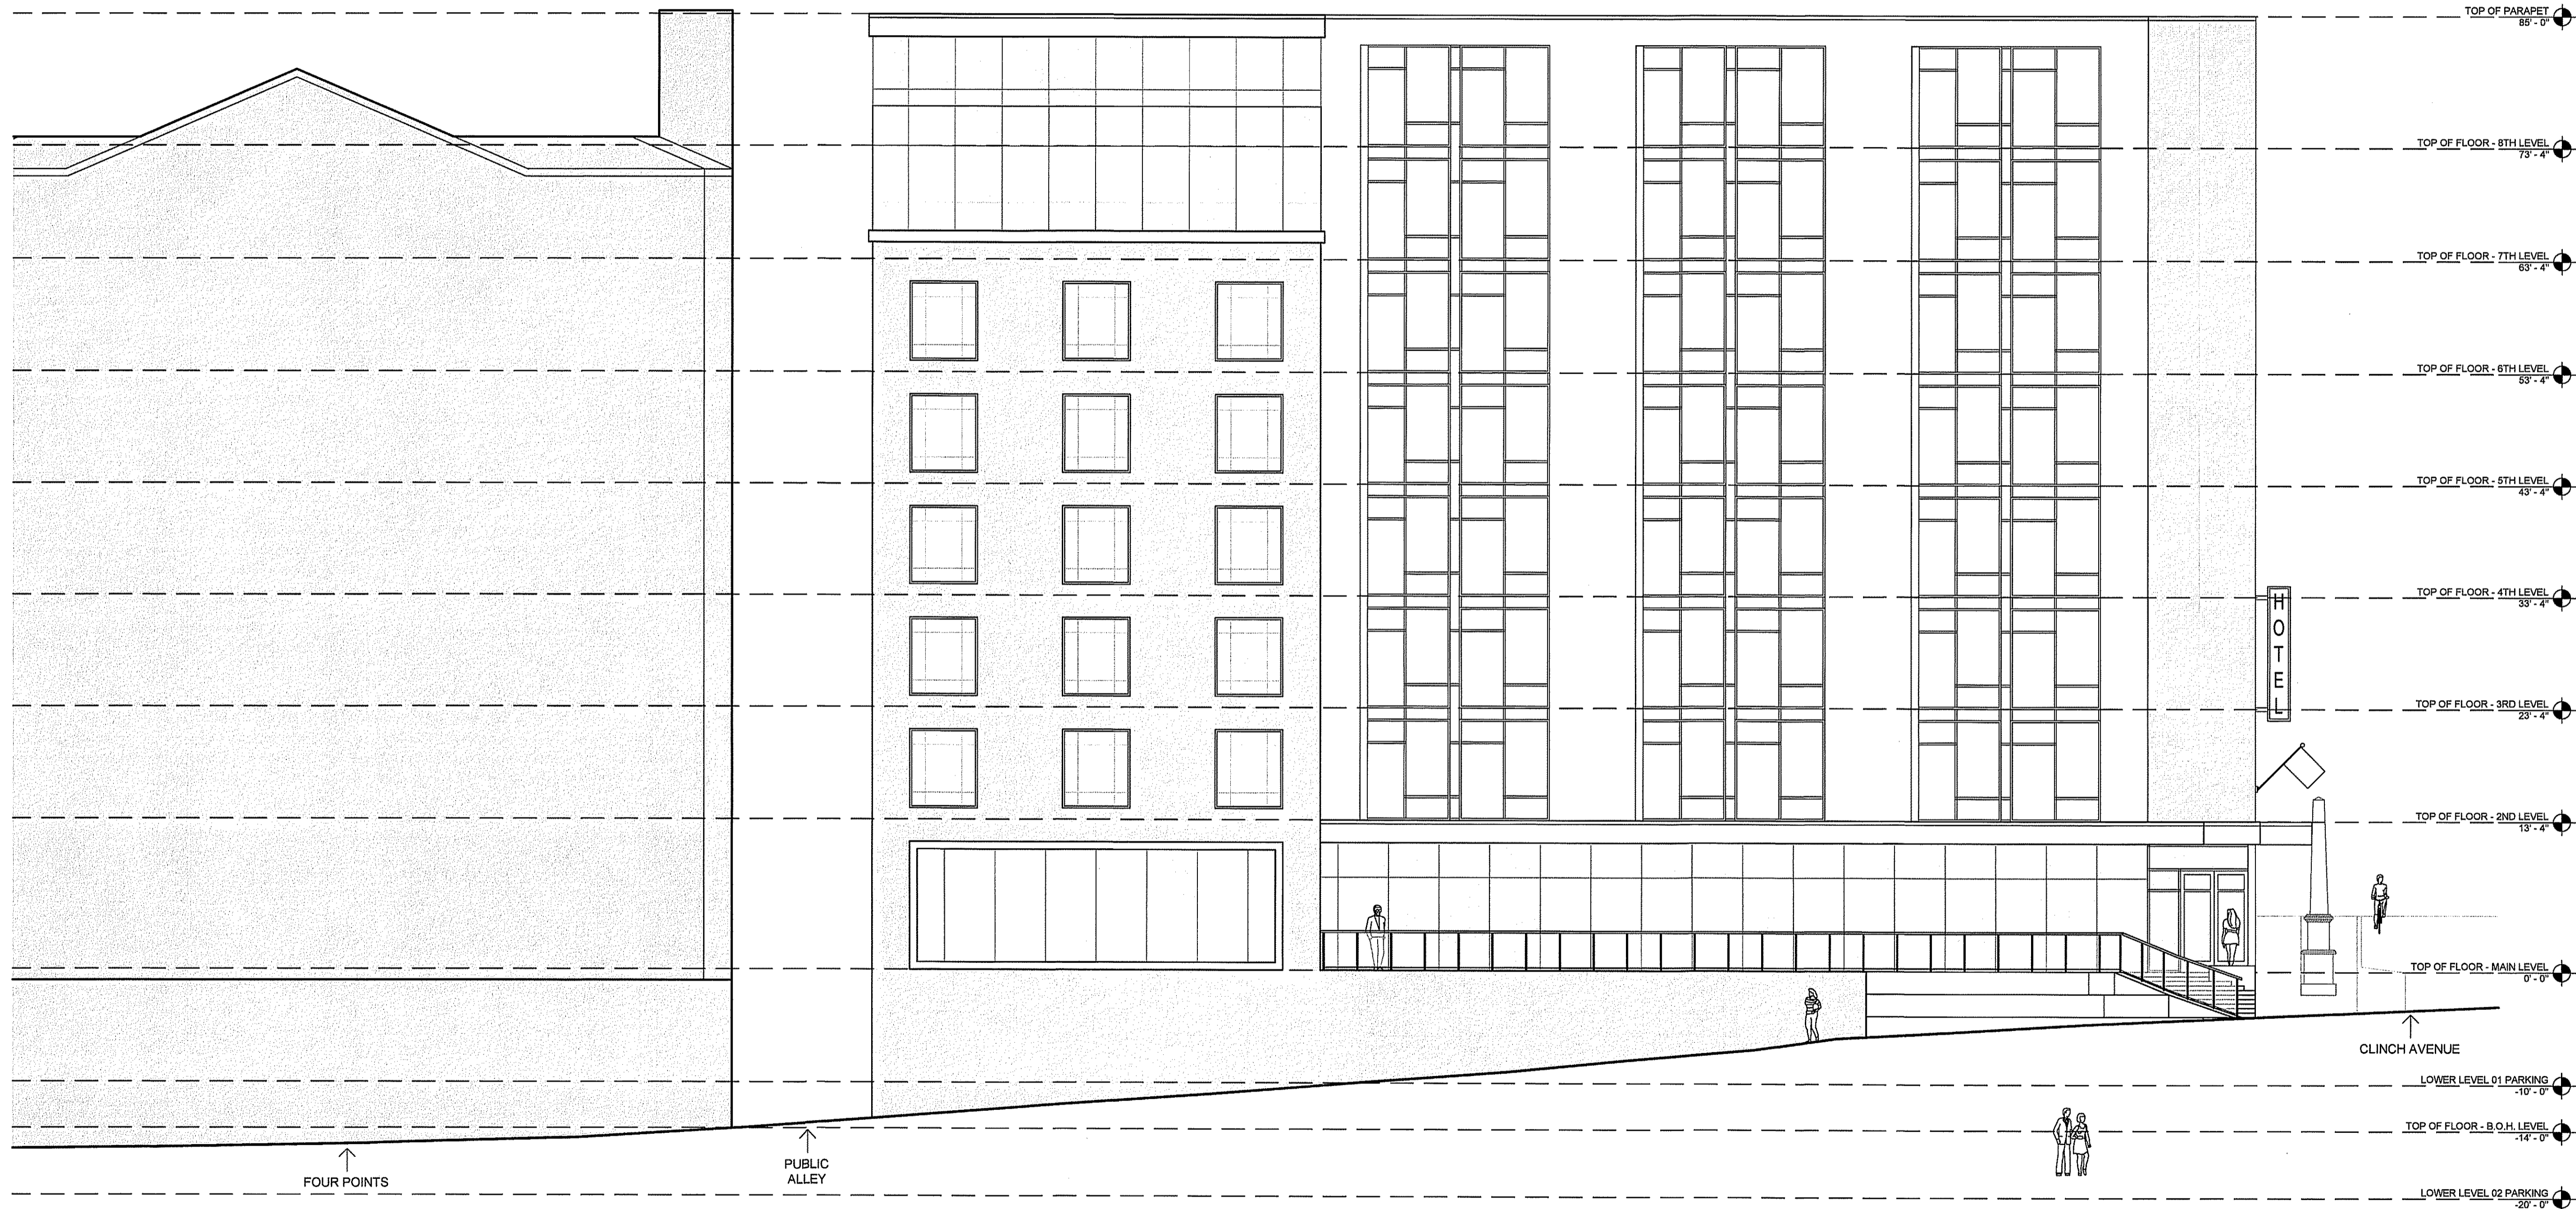 TOP OF PARAPET
85' - 0"
TOP OF FLOOR - 8TH LEVEL
73' - 4"
TOP OF FLOOR - 7TH LEVEL
63' - 4"
TOP OF FLOOR - 6TH LEVEL
53' - 4"
TOP OF FLOOR - 5TH LEVEL
43' - 4"
TOP OF FLOOR - 4TH LEVEL
33' - 4"
H
O
T
E
L
TOP OF FLOOR - 3RD LEVEL
23' - 4"
TOP OF FLOOR - 2ND LEVEL
13' - 4"
TOP OF FLOOR - MAIN LEVEL
0' - 0"
CLINCH AVENUE
LOWER LEVEL 01 PARKING
-10' - 0"
TOP OF FLOOR - B.O.H. LEVEL
-14' - 0"
PUBLIC
ALLEY
FOUR POINTS
LOWER LEVEL 02 PARKING
-20' - 0"